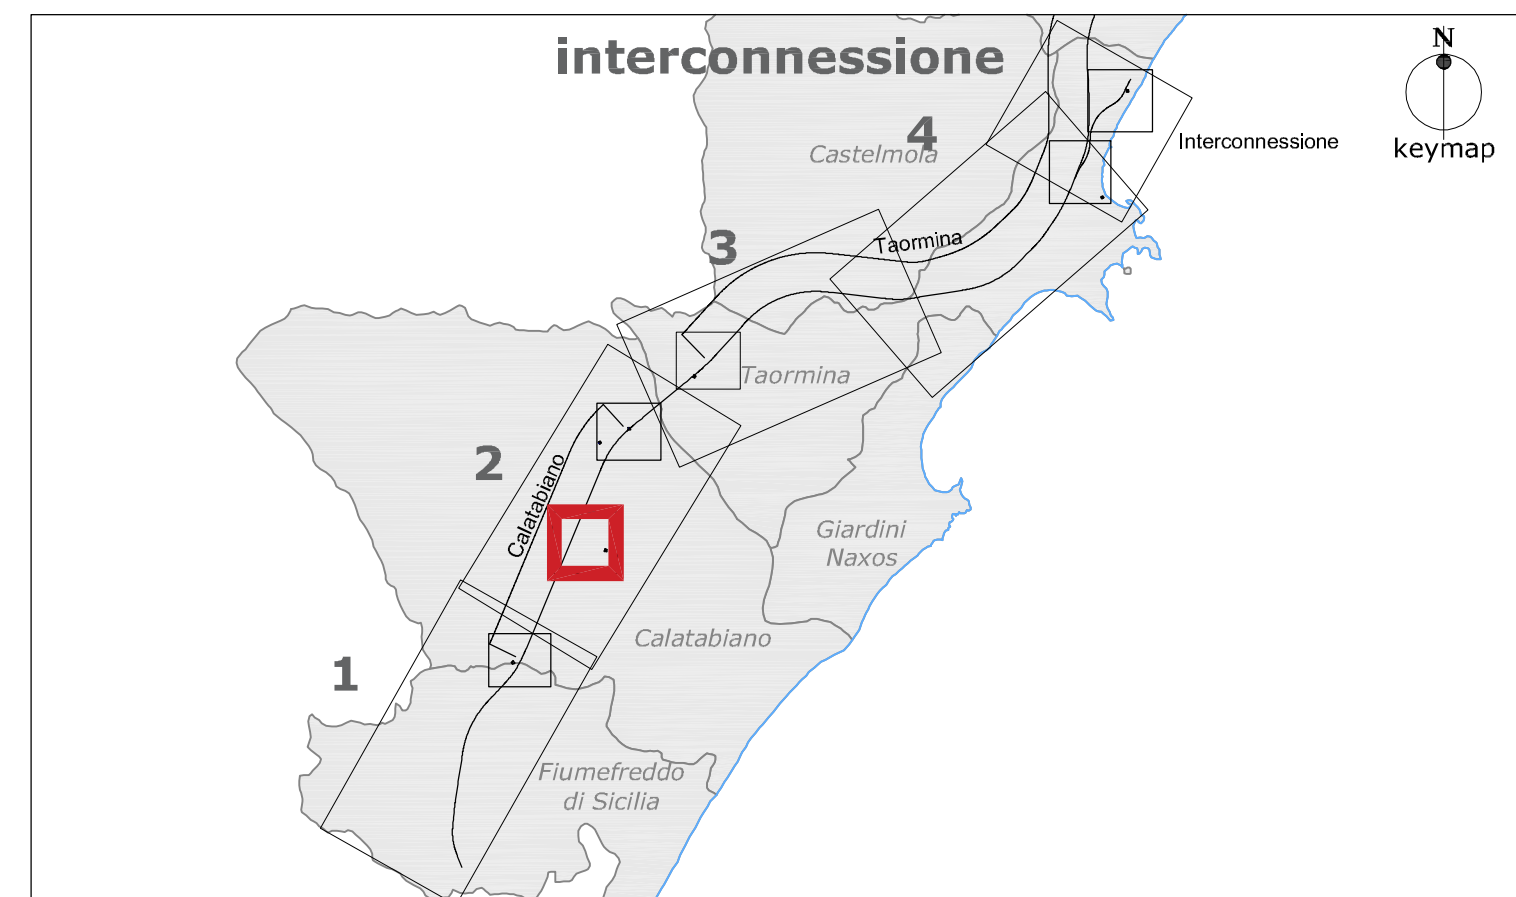 interconnessione
N
keymap
4
Castelmola
Interconnessione
3
Taormina
Taormina
2
Calatabiano
Giardini
Naxos
Calatabiano
1
Fiumefreddo
di Sicilia